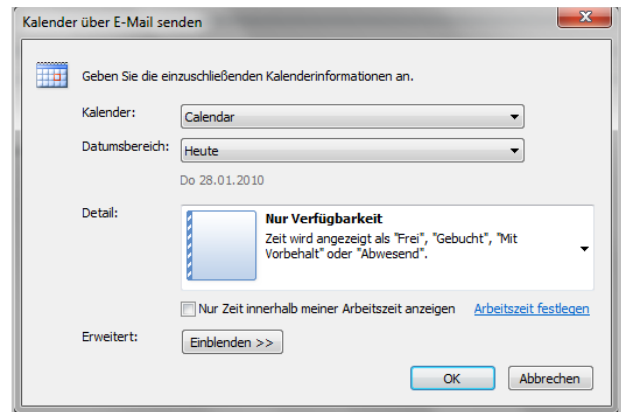 Kalender über E-Mail senden
Geben Sie die einzuschließenden Kalenderinformationen an.
Kalender: Calendar
Datumsbereich: Heute
Do 28.01.2010
Detail: Nur Verfügbarkeit
Zeit wird angezeigt als "Frei", "Gebucht", "Mit
Vorbehalt" oder "Abwesend".
Nur Zeit innerhalb meiner Arbeitszeit anzeigen Arbeitszeit festlegen
Erweitert: Einblenden >>
OK Abbrechen